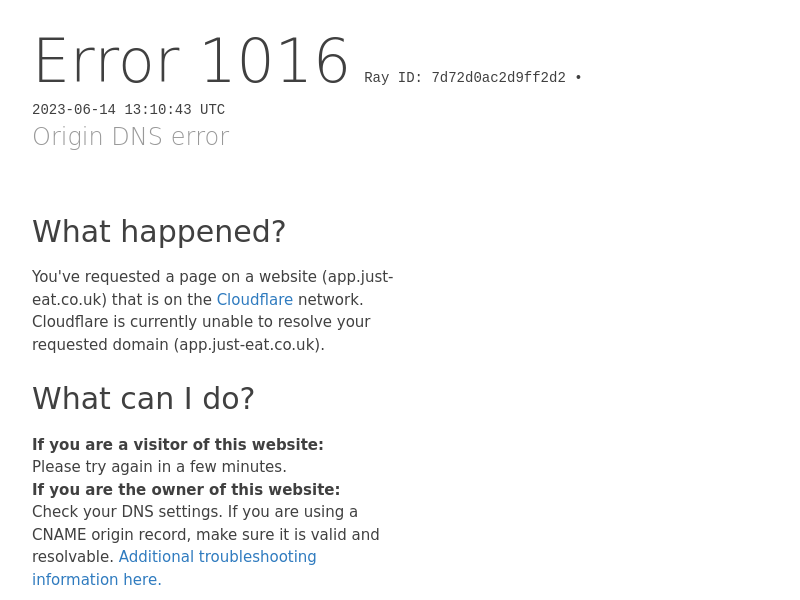 Error 1016 Ray ID: 7d72d0ac2d9ff2d2 •
2023-06-14 13:10:43 UTC
Origin DNS error
What happened?
You've requested a page on a website (app.just-
eat.co.uk) that is on the Cloudflare network.
Cloudflare is currently unable to resolve your
requested domain (app.just-eat.co.uk).
What can I do?
If you are a visitor of this website:
Please try again in a few minutes.
If you are the owner of this website:
Check your DNS settings. If you are using a
CNAME origin record, make sure it is valid and
resolvable. Additional troubleshooting
information here.